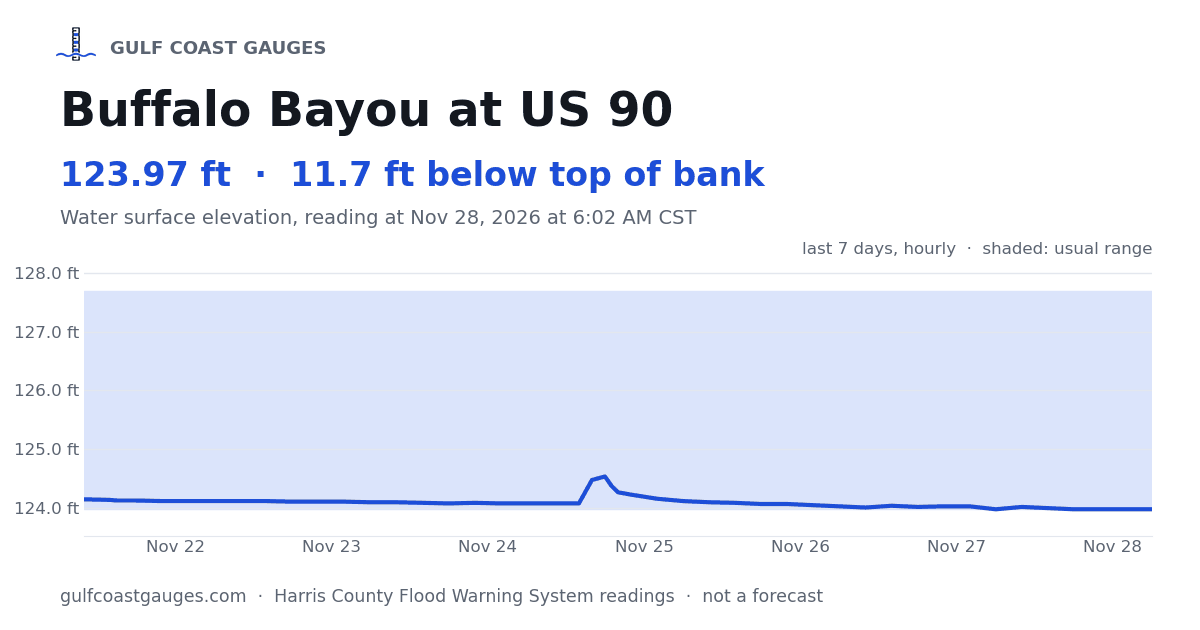 GULF COAST GAUGES
Buffalo Bayou at US 90
123.97 ft · 11.7 ft below top of bank
Water surface elevation, reading at Nov 28, 2026 at 6:02 AM CST
last 7 days, hourly · shaded: usual range
128.0 ft
127.0 ft
126.0 ft
125.0 ft
124.0 ft
Nov 22 Nov 23 Nov 24 Nov 25 Nov 26 Nov 27 Nov 28
gulfcoastgauges.com · Harris County Flood Warning System readings · not a forecast